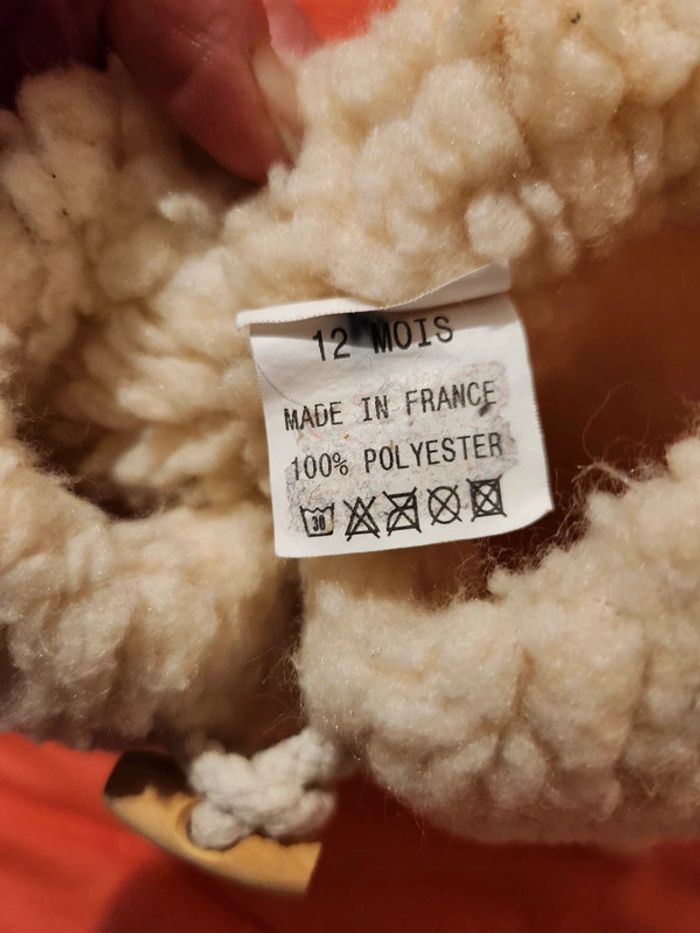 12 MOIS
MADE IN FRANCE
100% POLYESTER
30